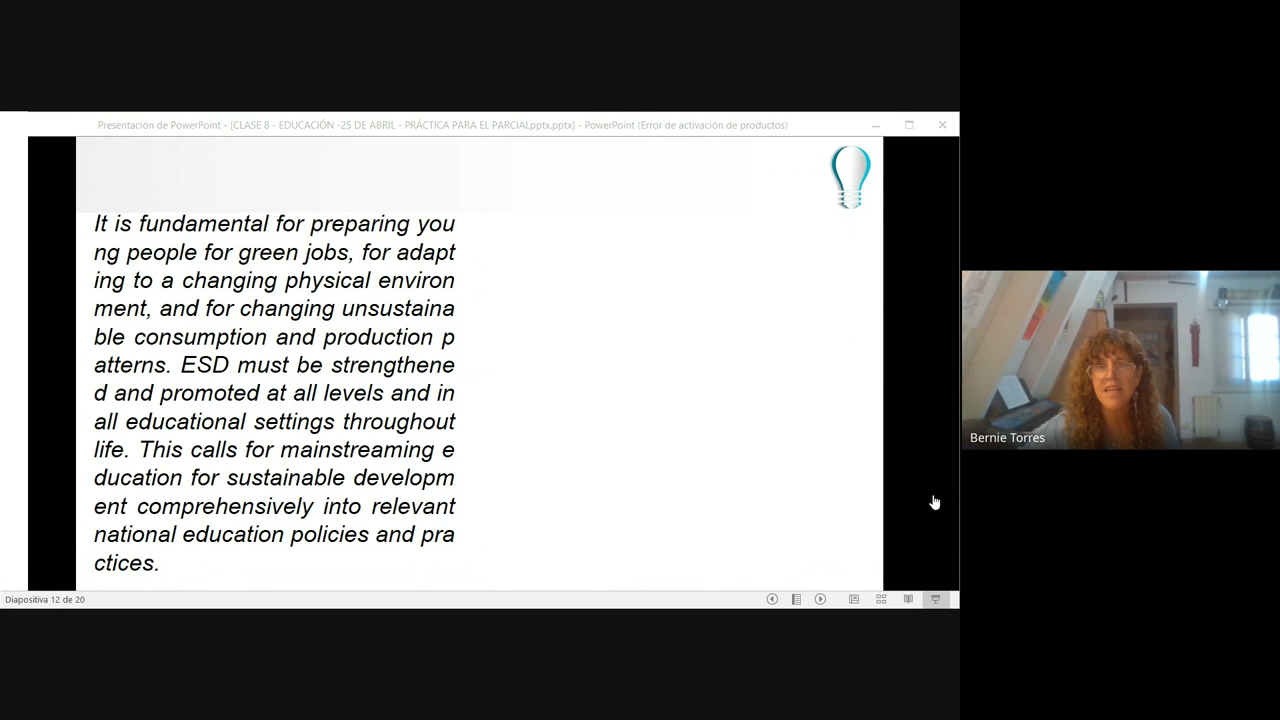 Presentación de PowerPoint - [CLASE 8 - EDUCACIÓN -25 DE ABRIL - PRÁCTICA PARA EL PARCIALpptx.pptx] - PowerPoint (Error de activación de productos)
It is fundamental for preparing you
ng people for green jobs, for adapt
ing to a changing physical environ
ment, and for changing unsustaina
ble consumption and production p
atterns. ESD must be strengthene
d and promoted at all levels and in
all educational settings throughout
life. This calls for mainstreaming e
ducation for sustainable developm
ent comprehensively into relevant
national education policies and pra
ctices.
Bernie Torres
Diapositiva 12 de 20